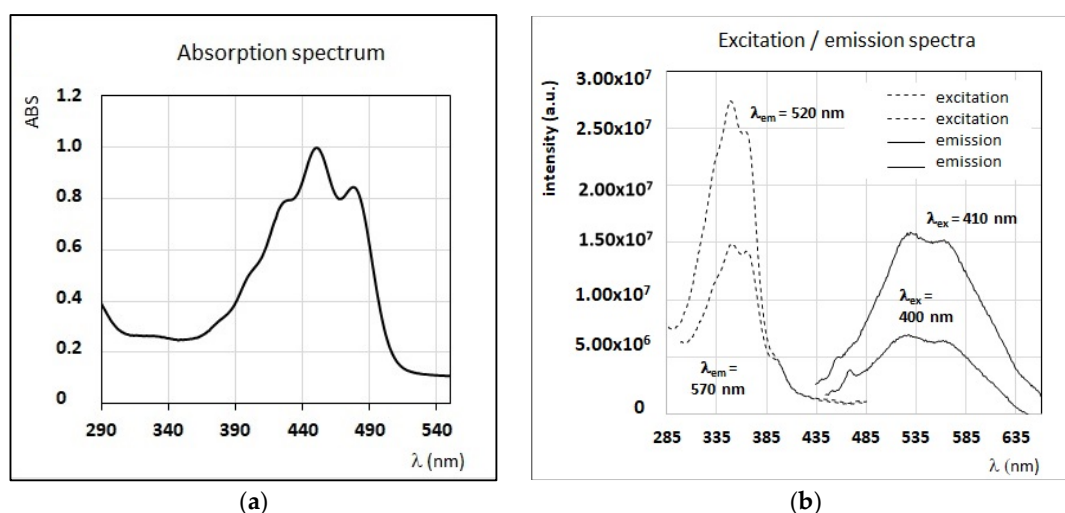 Absorption spectrum
ABS
1.2
1.0
0.8
0.6
0.4
0.2
0
290 340 390 440 490 540
λ (nm)
(a)
Excitation / emission spectra
intensity (a.u.)
3.00x10⁷
2.50x10⁷
2.00x10⁷
1.50x10⁷
1.00x10⁷
5.00x10⁶
0
λem = 520 nm
excitation
excitation
emission
emission
λex = 410 nm
λex =
400 nm
λem =
570 nm
285 335 385 435 485 535 585 635
λ (nm)
(b)